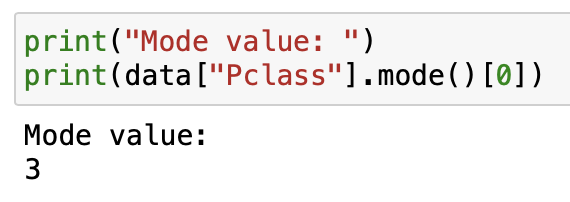 print("Mode value: ")
print(data["Pclass"].mode()[0])
Mode value:
3